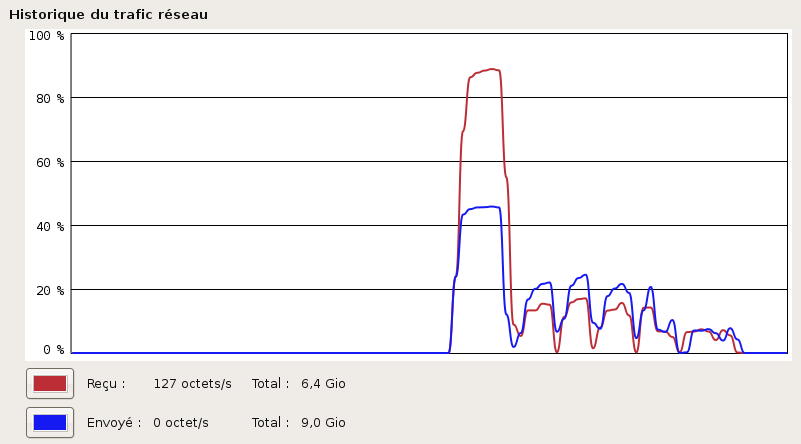 Historique du trafic réseau
100 %
80 %
60 %
40 %
20 %
0 %
Reçu : 127 octets/s Total : 6,4 Gio
Envoyé : 0 octet/s Total : 9,0 Gio